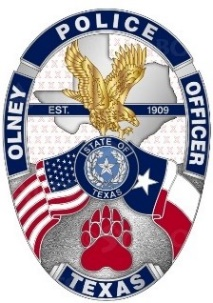 POLICE
OLNEY
OFFICER
EST. 1909
STATE OF
TEXAS
TEXAS